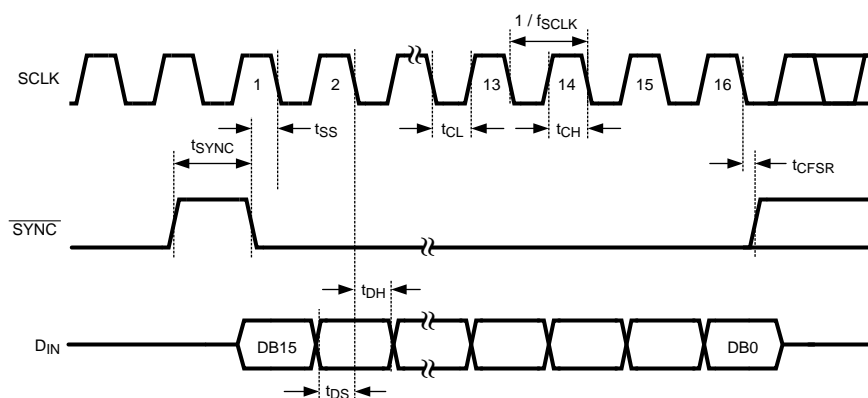 1 / fSCLK
SCLK
1
2
13
14
15
16
tSS
tCL
tCH
tSYNC
tCFSR
SYNC
tDH
DIN
DB15
DB0
tDS